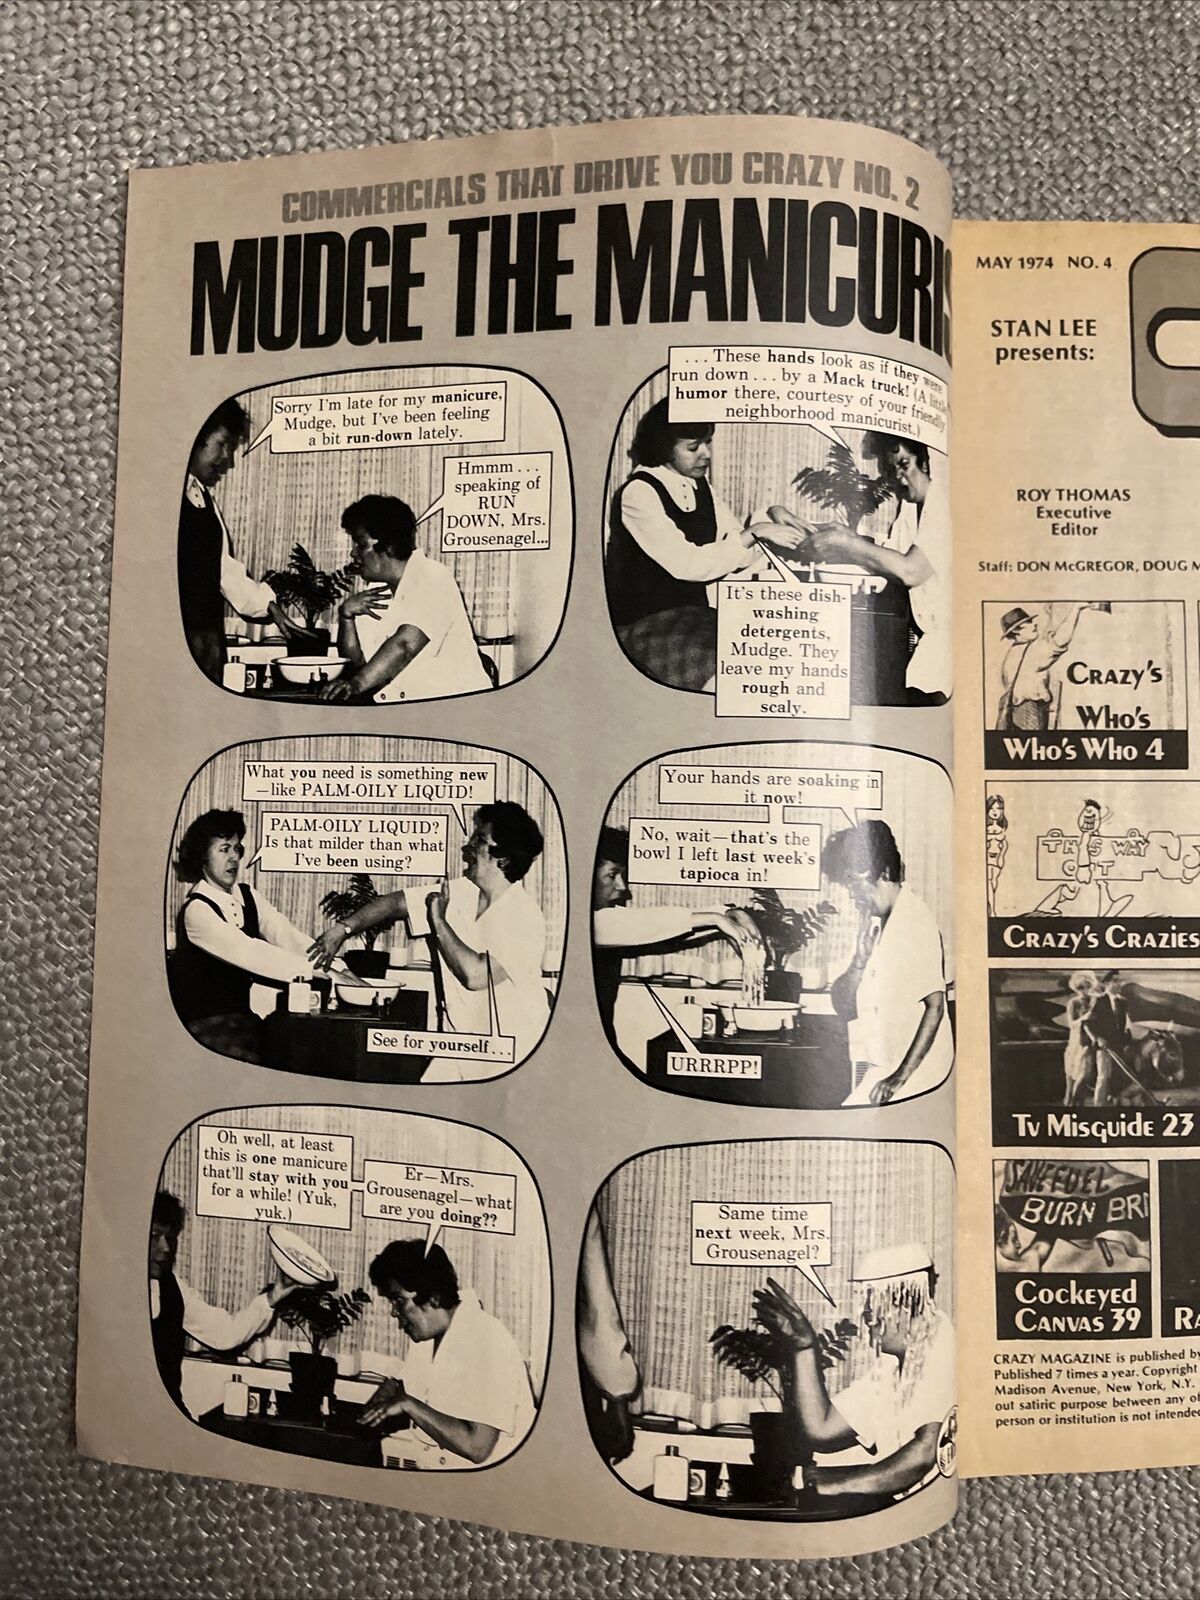 COMMERCIALS THAT DRIVE YOU CRAZY NO. 2
MUDGE THE MANICURIS
Sorry I'm late for my manicure,
Mudge, but I've been feeling
a bit run-down lately.
Hmmm . . .
speaking of
RUN
DOWN, Mrs.
Grousenagel...
. . . These hands look as if they were
run down . . . by a Mack truck! (A little
humor there, courtesy of your friendly
neighborhood manicurist.)
It's these dish-
washing
detergents,
Mudge. They
leave my hands
rough and
scaly.
What you need is something new
—like PALM-OILY LIQUID!
PALM-OILY LIQUID?
Is that milder than what
I've been using?
See for yourself . . .
Your hands are soaking in
it now!
No, wait—that's the
bowl I left last week's
tapioca in!
URRRPP!
Oh well, at least
this is one manicure
that'll stay with you
for a while! (Yuk,
yuk.)
Er—Mrs.
Grousenagel—what
are you doing??
Same time
next week, Mrs.
Grousenagel?
MAY 1974 NO. 4
STAN LEE
presents:
ROY THOMAS
Executive
Editor
Staff: DON McGREGOR, DOUG M
CRAZY'S
WHO'S
WHO'S WHO 4
THIS WAY
OUT
CRAZY'S CRAZIES
TV MISGUIDE 23
SAVE FUEL
BURN BRI
COCKEYED
CANVAS 39
RA
CRAZY MAGAZINE is published by
Published 7 times a year. Copyright
Madison Avenue, New York, N.Y.
out satiric purpose between any of
person or institution is not intended